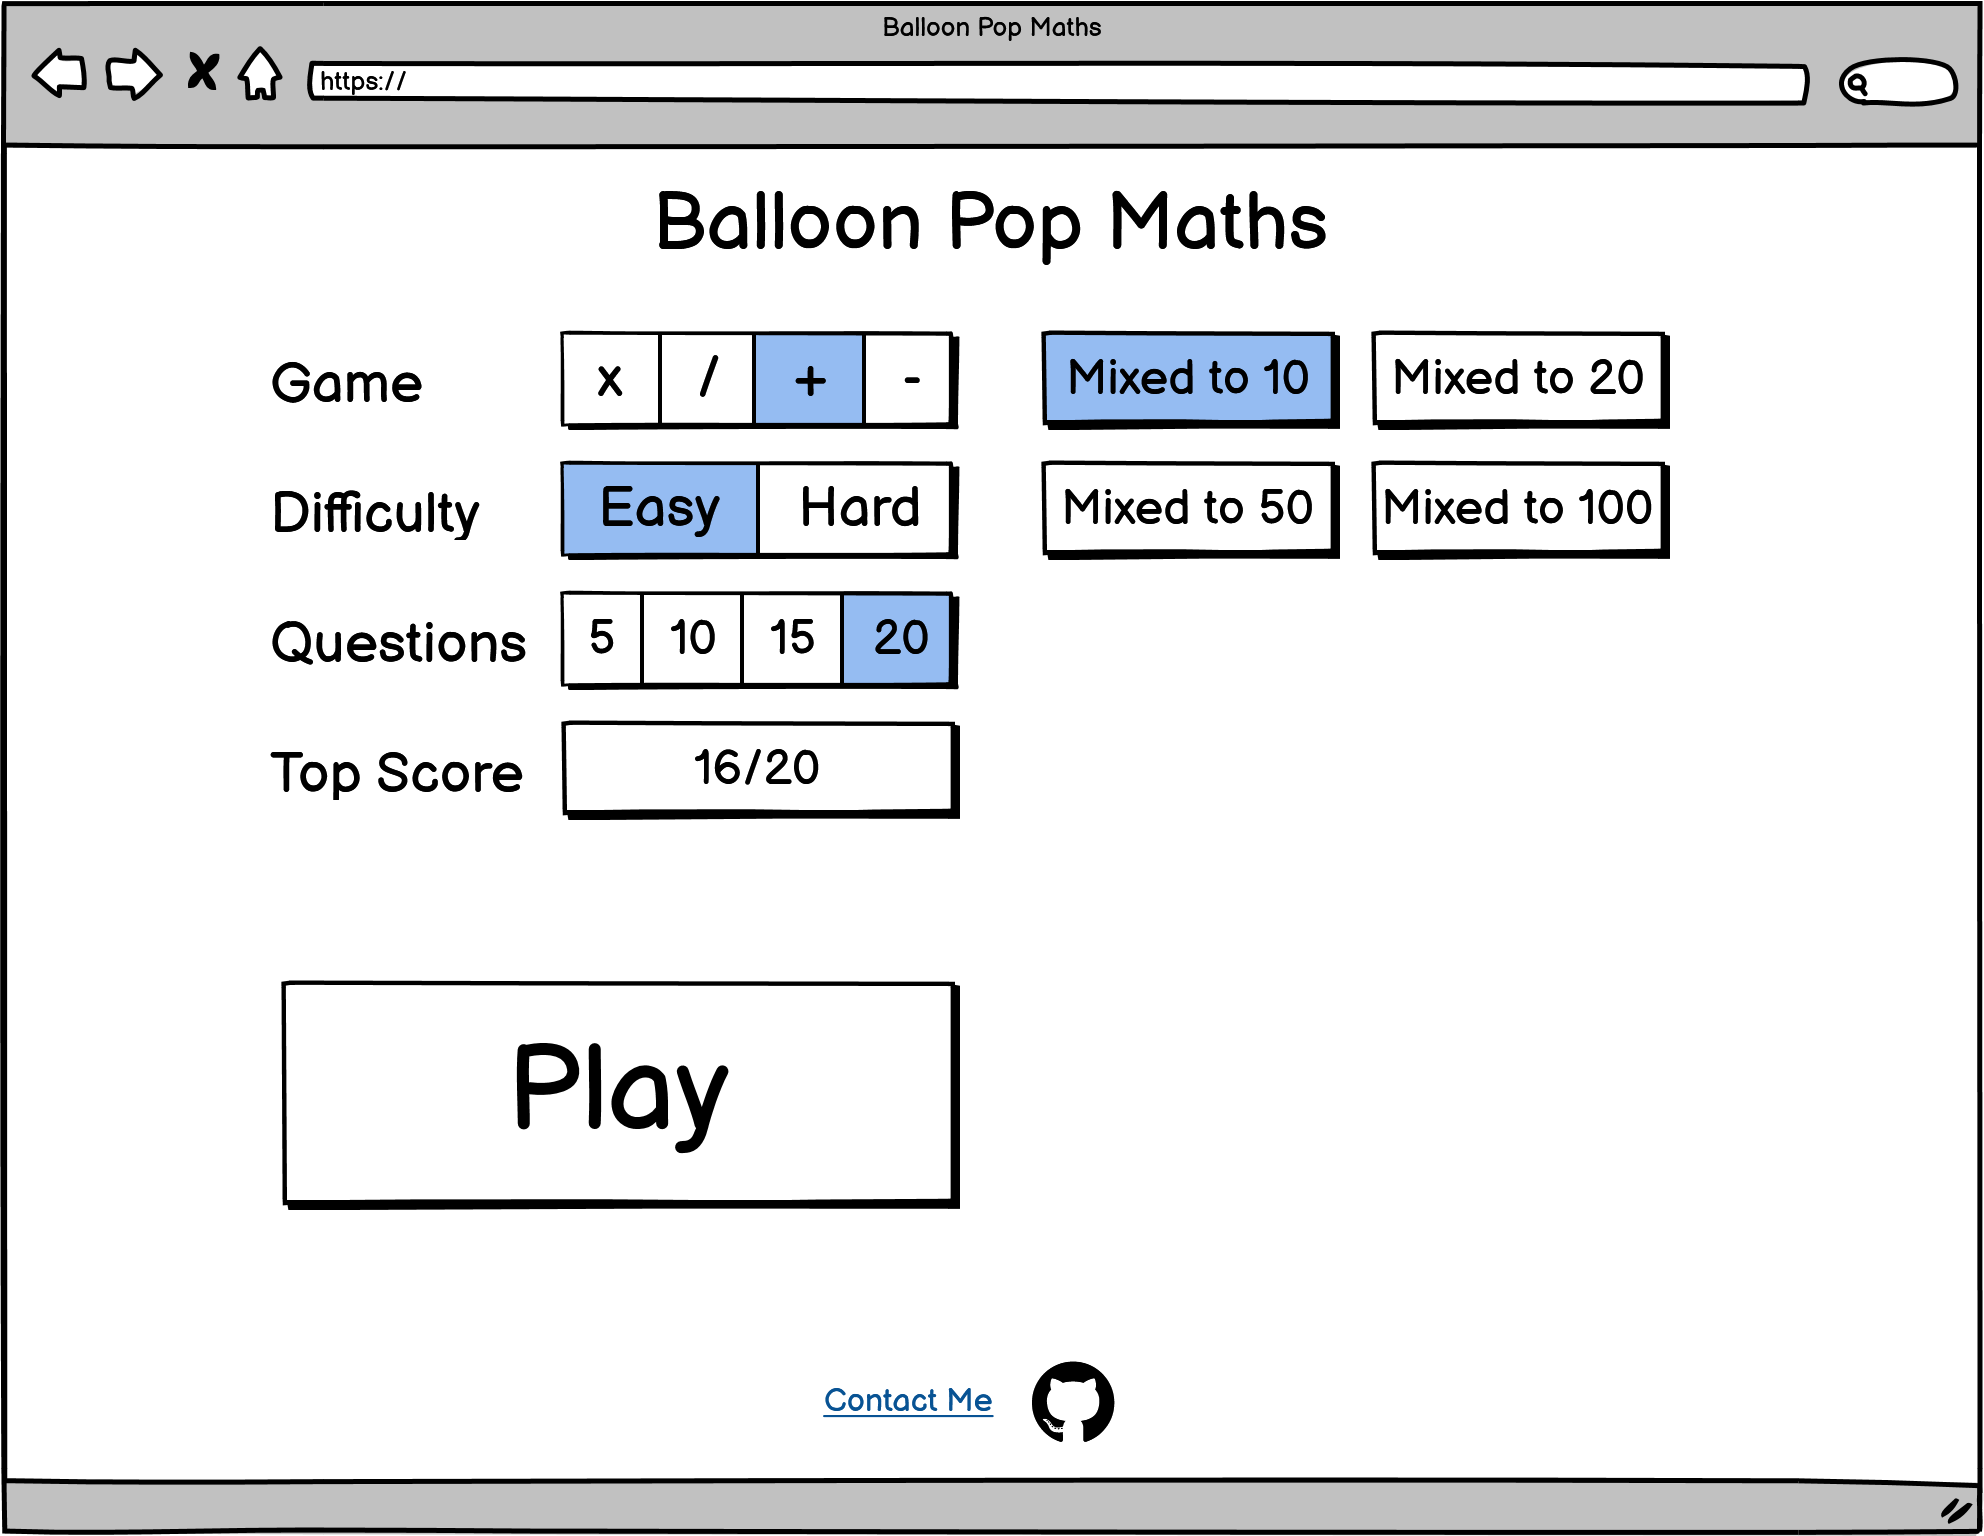 Balloon Pop Maths
https://
Balloon Pop Maths
Game x / + - Mixed to 10 Mixed to 20
Difficulty Easy Hard Mixed to 50 Mixed to 100
Questions 5 10 15 20
Top Score 16/20
Play
Contact Me